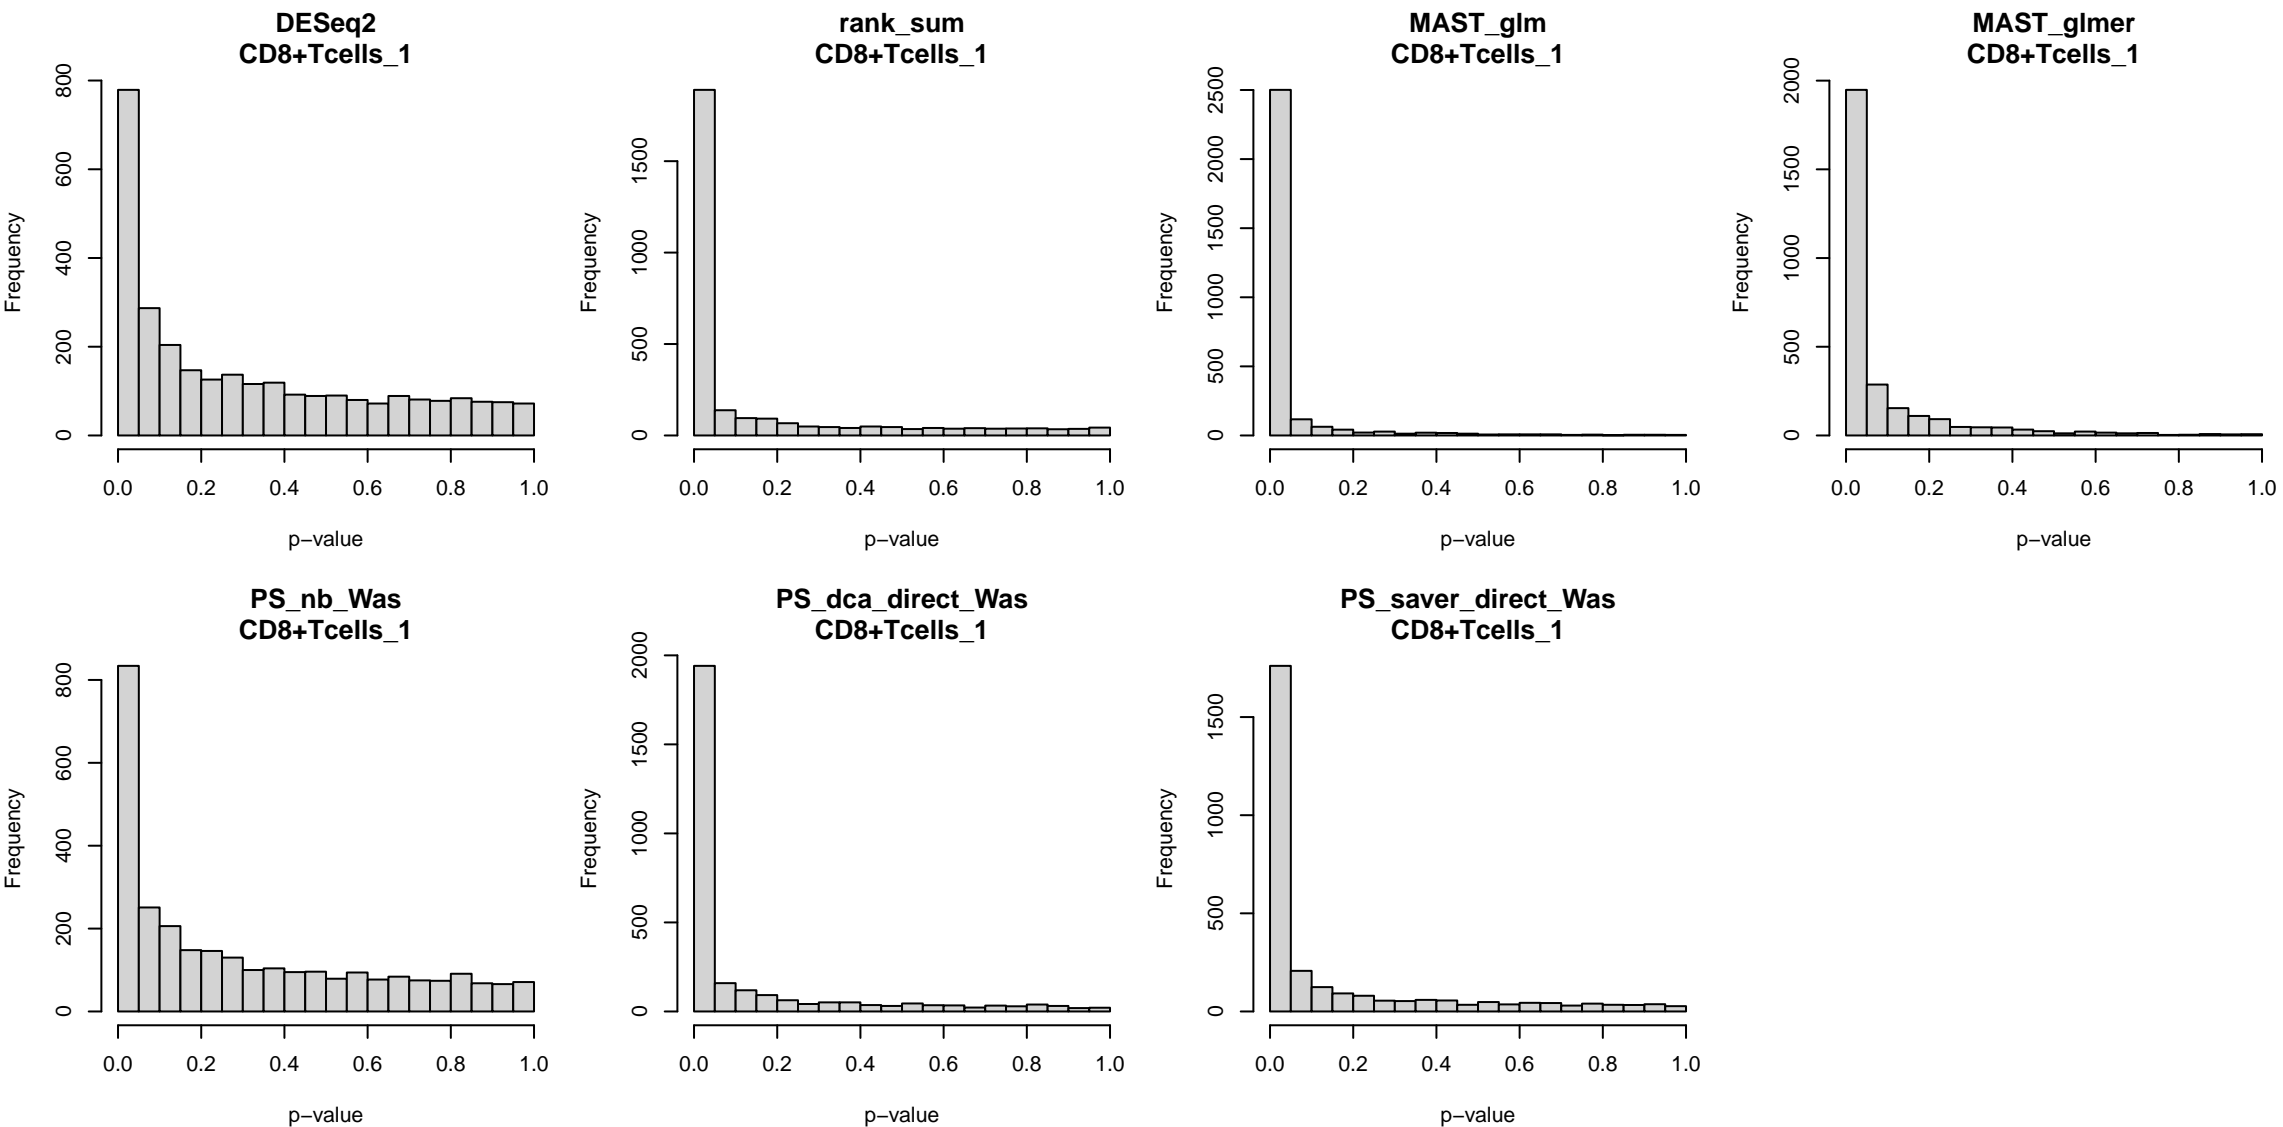 DESeq2
CD8+Tcells_1
Frequency
800
600
400
200
0
0.0 0.2 0.4 0.6 0.8 1.0
p−value
rank_sum
CD8+Tcells_1
Frequency
1500
1000
500
0
0.0 0.2 0.4 0.6 0.8 1.0
p−value
MAST_glm
CD8+Tcells_1
Frequency
2500
2000
1500
1000
500
0
0.0 0.2 0.4 0.6 0.8 1.0
p−value
MAST_glmer
CD8+Tcells_1
Frequency
2000
1500
1000
500
0
0.0 0.2 0.4 0.6 0.8 1.0
p−value
PS_nb_Was
CD8+Tcells_1
Frequency
800
600
400
200
0
0.0 0.2 0.4 0.6 0.8 1.0
p−value
PS_dca_direct_Was
CD8+Tcells_1
Frequency
2000
1500
1000
500
0
0.0 0.2 0.4 0.6 0.8 1.0
p−value
PS_saver_direct_Was
CD8+Tcells_1
Frequency
1500
1000
500
0
0.0 0.2 0.4 0.6 0.8 1.0
p−value